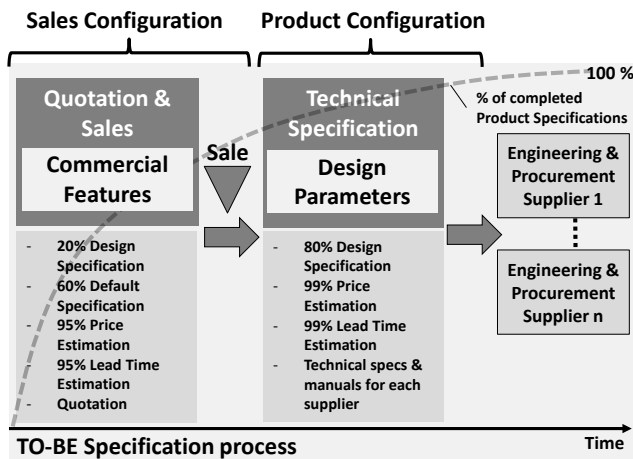 Sales Configuration
Product Configuration
Quotation &
Sales
Commercial
Features
- 20% Design
Specification
- 60% Default
Specification
- 95% Price
Estimation
- 95% Lead Time
Estimation
- Quotation
Sale
Technical
Specification
Design
Parameters
- 80% Design
Specification
- 99% Price
Estimation
- 99% Lead Time
Estimation
- Technical specs &
manuals for each
supplier
100 %
% of completed
Product Specifications
Engineering &
Procurement
Supplier 1
Engineering &
Procurement
Supplier n
TO-BE Specification process
Time